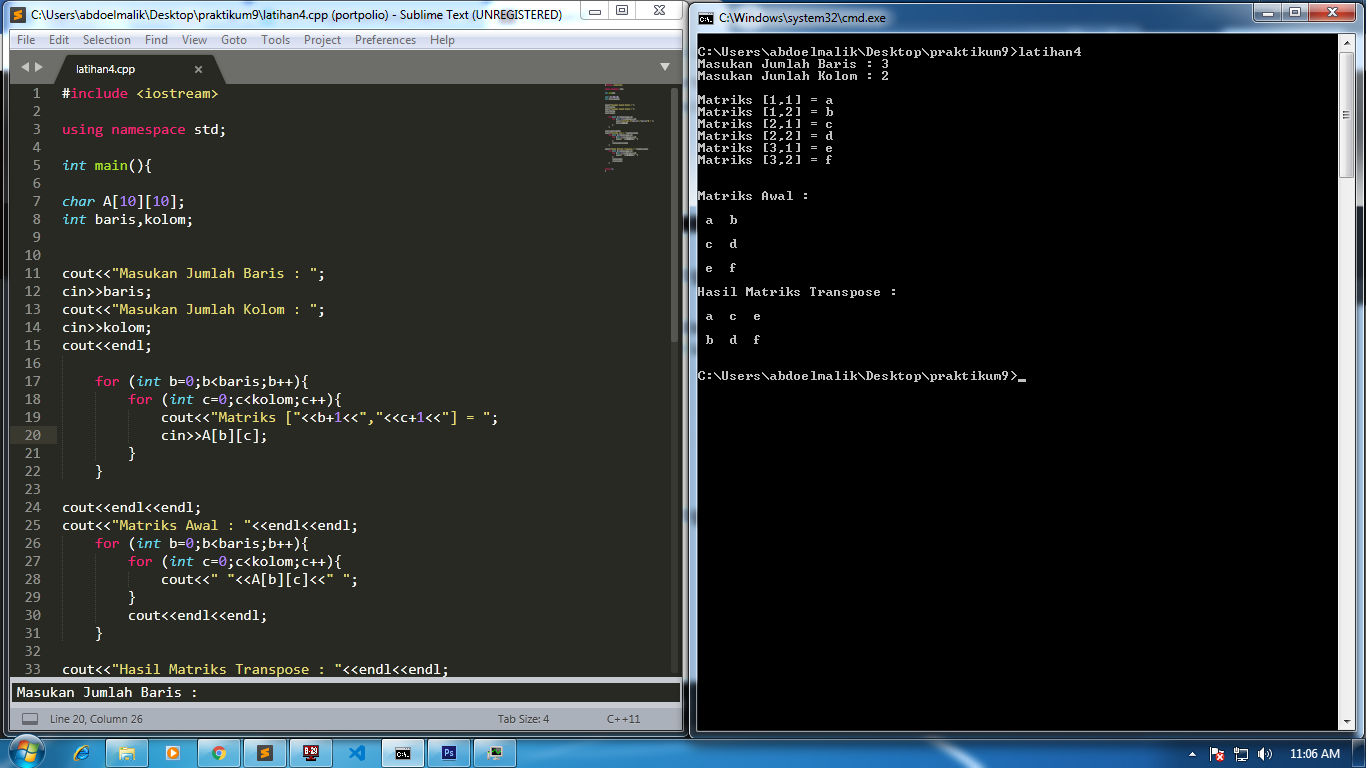 C:\Users\abdoelmalik\Desktop\praktikum9\latihan4.cpp (portpolio) - Sublime Text (UNREGISTERED)
File Edit Selection Find View Goto Tools Project Preferences Help
latihan4.cpp
1 #include <iostream>
2
3 using namespace std;
4
5 int main(){
6
7 char A[10][10];
8 int baris,kolom;
9
10
11 cout<<"Masukan Jumlah Baris : ";
12 cin>>baris;
13 cout<<"Masukan Jumlah Kolom : ";
14 cin>>kolom;
15 cout<<endl;
16
17     for (int b=0;b<baris;b++){
18         for (int c=0;c<kolom;c++){
19             cout<<"Matriks ["<<b+1<<","<<c+1<<"] = ";
20             cin>>A[b][c];
21         }
22     }
23
24 cout<<endl<<endl;
25 cout<<"Matriks Awal : "<<endl<<endl;
26     for (int b=0;b<baris;b++){
27         for (int c=0;c<kolom;c++){
28             cout<<" "<<A[b][c]<<" ";
29         }
30         cout<<endl<<endl;
31     }
32
33 cout<<"Hasil Matriks Transpose : "<<endl<<endl;
Masukan Jumlah Baris :
Line 20, Column 26 Tab Size: 4 C++11
C:\Windows\system32\cmd.exe
C:\Users\abdoelmalik\Desktop\praktikum9>latihan4
Masukan Jumlah Baris : 3
Masukan Jumlah Kolom : 2
Matriks [1,1] = a
Matriks [1,2] = b
Matriks [2,1] = c
Matriks [2,2] = d
Matriks [3,1] = e
Matriks [3,2] = f
Matriks Awal :
a b
c d
e f
Hasil Matriks Transpose :
a c e
b d f
C:\Users\abdoelmalik\Desktop\praktikum9>
11:06 AM